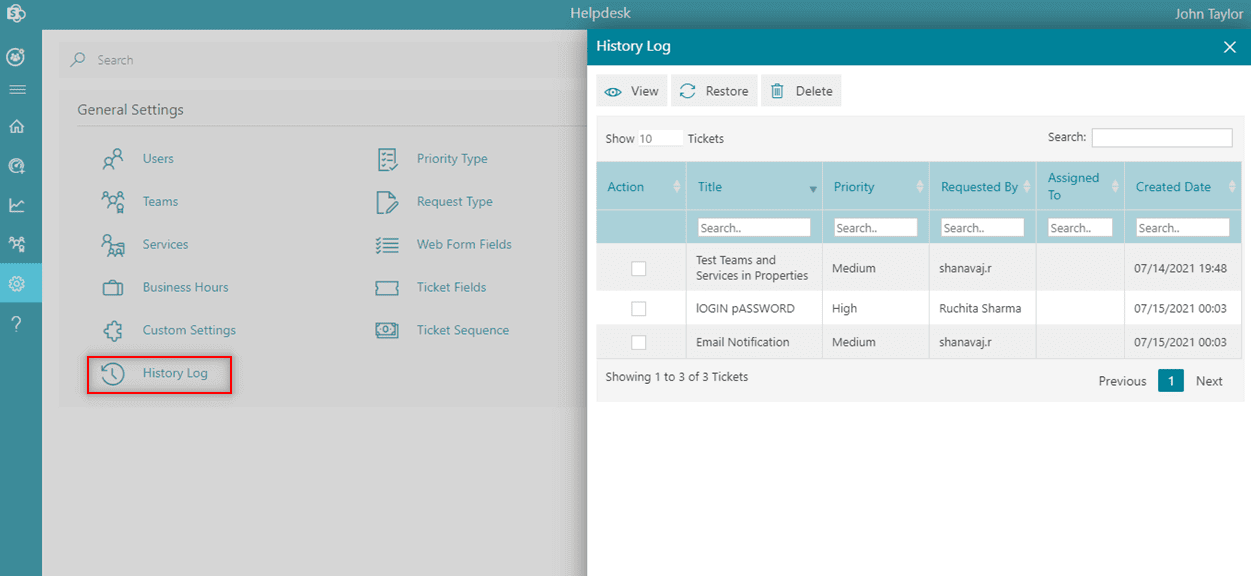 Helpdesk
John Taylor
Search
General Settings
Users
Priority Type
Teams
Request Type
Services
Web Form Fields
Business Hours
Ticket Fields
Custom Settings
Ticket Sequence
History Log
History Log
View
Restore
Delete
Show 10 Tickets
Search:
Action Title Priority Requested By Assigned To Created Date
Search.. Search.. Search.. Search.. Search..
Test Teams and
Services in Properties Medium shanavaj.r 07/14/2021 19:48
lOGIN pASSWORD High Ruchita Sharma 07/15/2021 00:03
Email Notification Medium shanavaj.r 07/15/2021 00:03
Showing 1 to 3 of 3 Tickets
Previous 1 Next